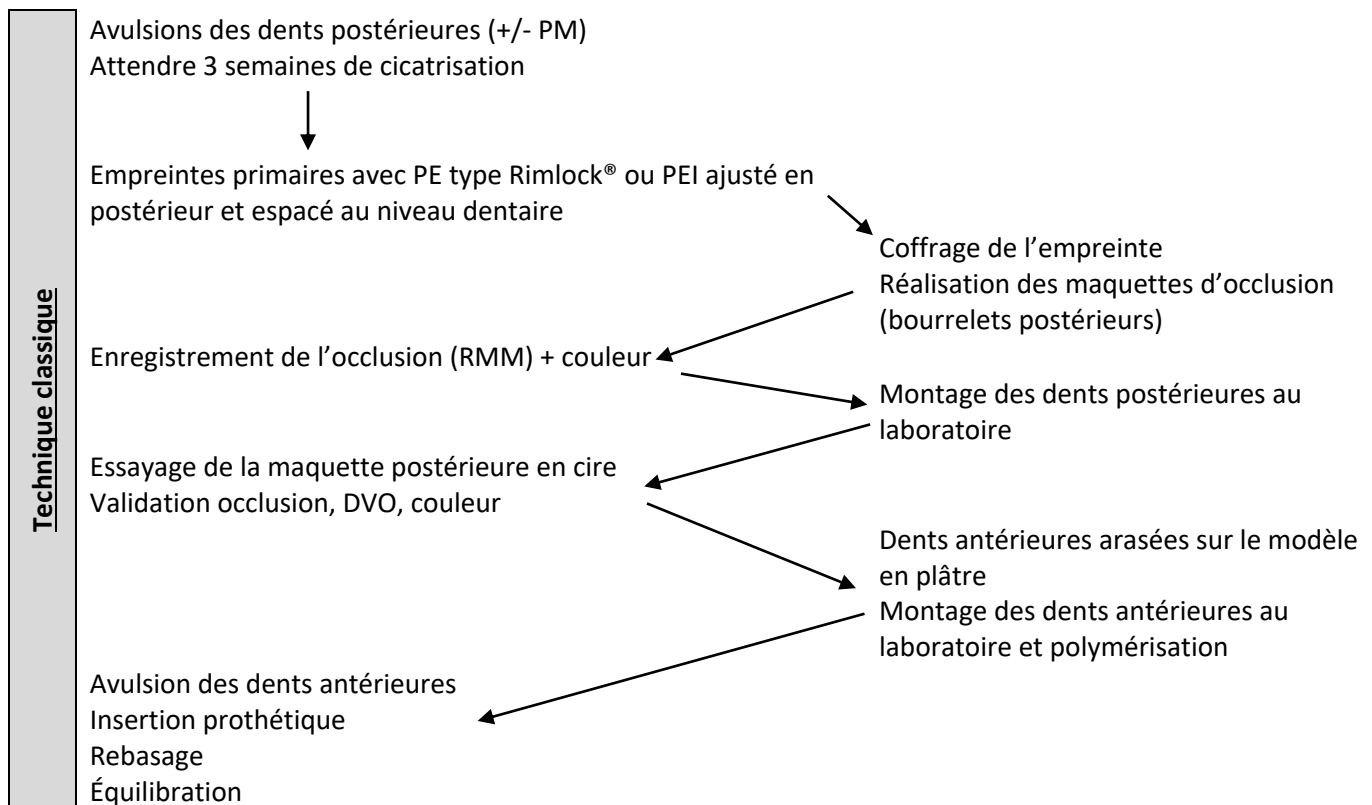 Technique classique
Avulsions des dents postérieures (+/- PM)
Attendre 3 semaines de cicatrisation
Empreintes primaires avec PE type Rimlock® ou PEI ajusté en
postérieur et espacé au niveau dentaire
Coffrage de l’empreinte
Réalisation des maquettes d’occlusion
(bourrelets postérieurs)
Enregistrement de l’occlusion (RMM) + couleur
Montage des dents postérieures au
laboratoire
Essayage de la maquette postérieure en cire
Validation occlusion, DVO, couleur
Dents antérieures arasées sur le modèle
en plâtre
Montage des dents antérieures au
laboratoire et polymérisation
Avulsion des dents antérieures
Insertion prothétique
Rebasage
Équilibration